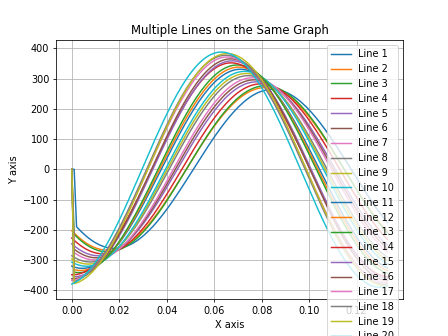 Multiple Lines on the Same Graph
400
300
200
100
0
−100
−200
−300
−400
Y axis
0.00
0.02
0.04
0.06
0.08
0.10
X axis
Line 1
Line 2
Line 3
Line 4
Line 5
Line 6
Line 7
Line 8
Line 9
Line 10
Line 11
Line 12
Line 13
Line 14
Line 15
Line 16
Line 17
Line 18
Line 19
Line 20